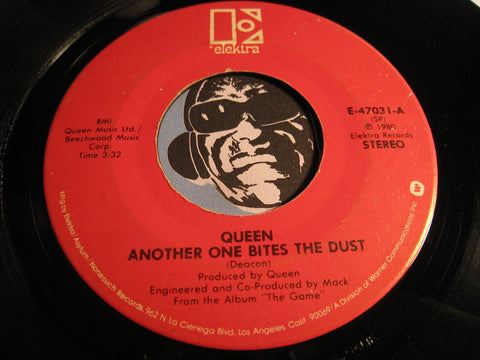 elektra
BMI
Queen Music Ltd./
Beechwood Music
Corp.
Time 3:32
E-47031-A
(SP)
℗ 1980
Elektra Records
STEREO
QUEEN
ANOTHER ONE BITES THE DUST
(Deacon)
Produced by Queen
Engineered and Co-Produced by Mack
From the Album "The Game"
Mfg by Elektra/Asylum/Nonesuch Records, 962 N. La Cienega Blvd., Los Angeles, Calif. 90069 A Division of Warner Communications Inc.